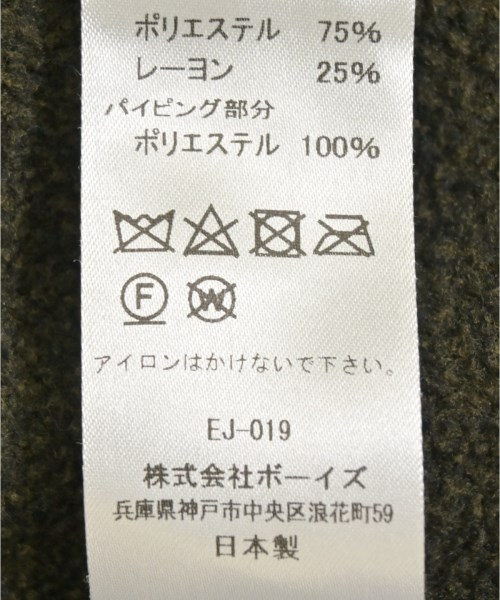 ポリエステル 75%
レーヨン 25%
パイピング部分
ポリエステル 100%
F W
アイロンはかけないで下さい。
EJ-019
株式会社ボーイズ
兵庫県神戸市中央区浪花町59
日本製